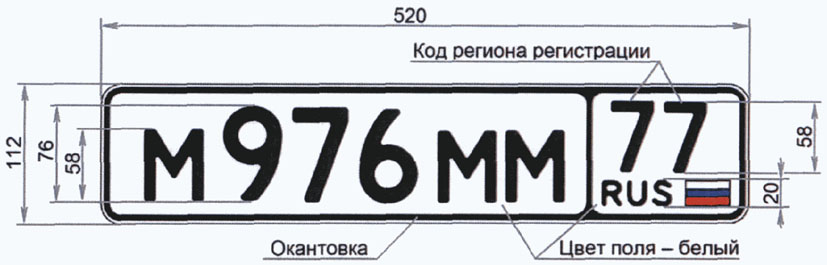 520
Код региона регистрации
112
76
58
М976ММ
77
RUS
58
20
Окантовка
Цвет поля – белый